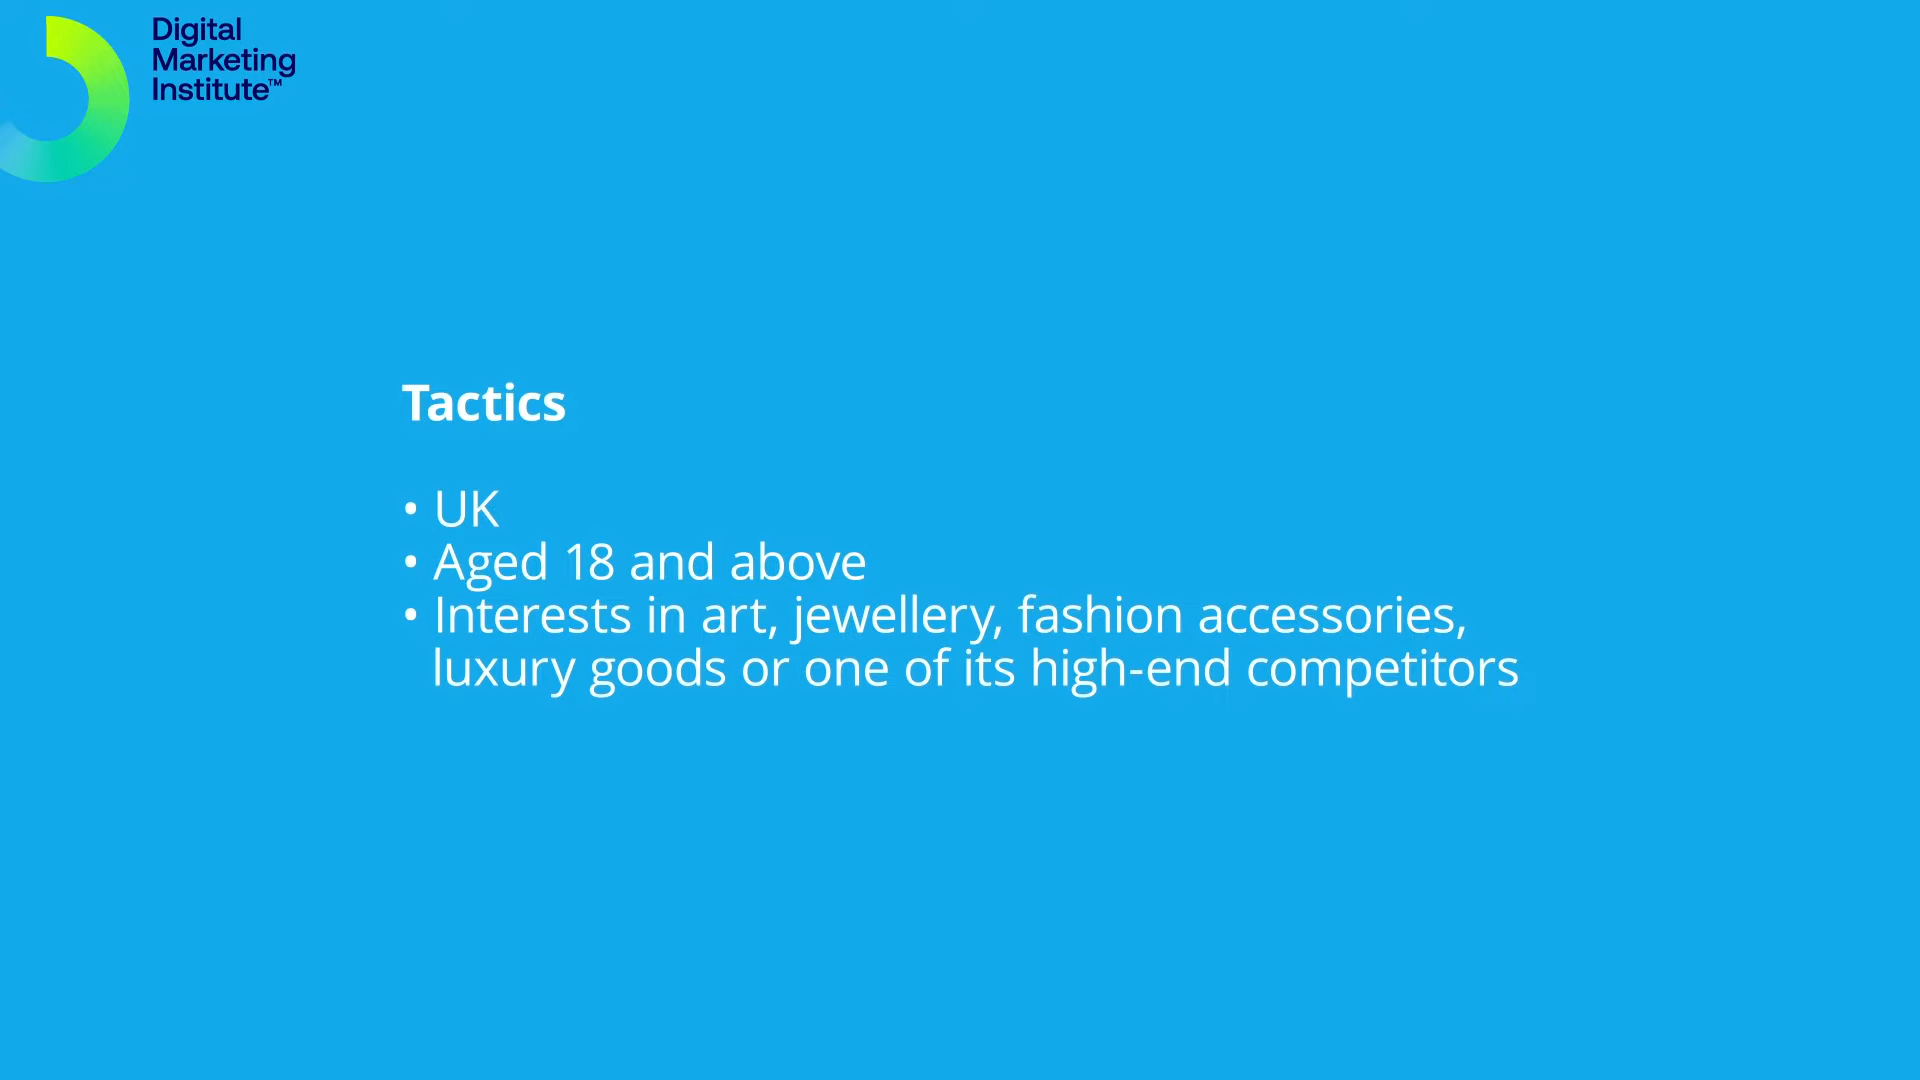 Digital
Marketing
Institute™
Tactics
• UK
• Aged 18 and above
• Interests in art, jewellery, fashion accessories,
luxury goods or one of its high-end competitors